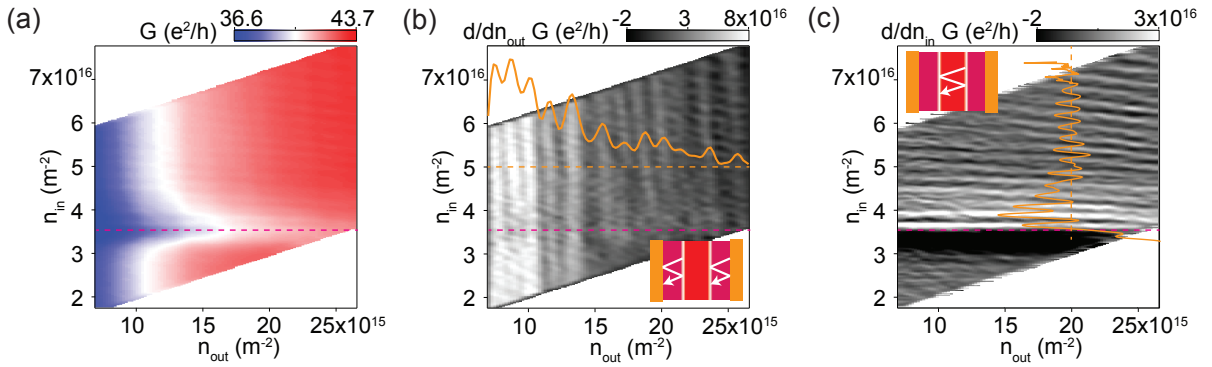 (a)
G (e²/h)
36.6
43.7
7x10¹⁶
6
5
4
3
2
n_in (m⁻²)
10
15
20
25x10¹⁵
n_out (m⁻²)
(b)
d/dn_out G (e²/h)
-2
3
8x10¹⁶
7x10¹⁶
6
5
4
3
2
n_in (m⁻²)
10
15
20
25x10¹⁵
n_out (m⁻²)
(c)
d/dn_in G (e²/h)
-2
3x10¹⁶
7x10¹⁶
6
5
4
3
2
n_in (m⁻²)
10
15
20
25x10¹⁵
n_out (m⁻²)